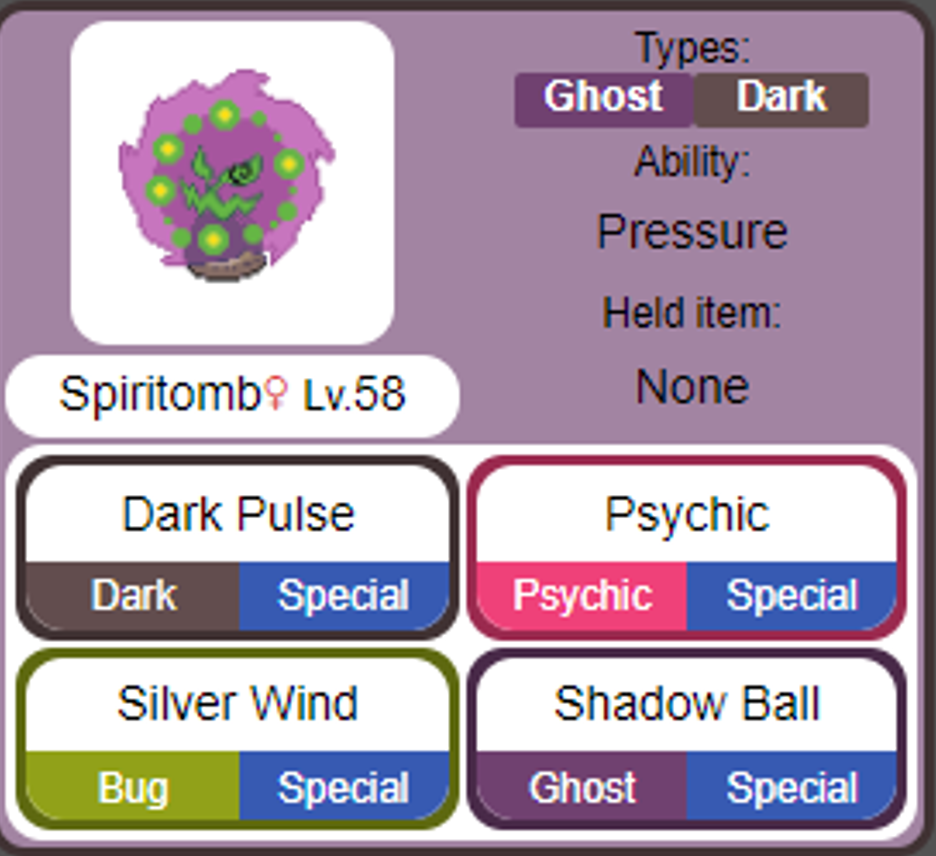 Types:
Ghost Dark
Ability:
Pressure
Held item:
None
Spiritomb♀ Lv.58
Dark Pulse
Dark Special
Psychic
Psychic Special
Silver Wind
Bug Special
Shadow Ball
Ghost Special